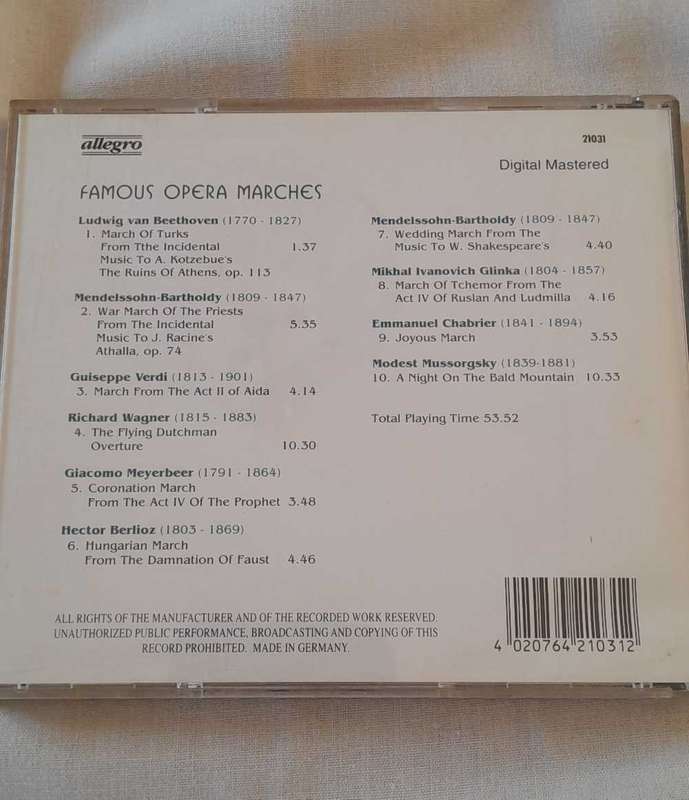 allegro
21031
Digital Mastered
FAMOUS OPERA MARCHES
Ludwig van Beethoven (1770 - 1827)
1. March Of Turks
From Tthe Incidental 1.37
Music To A. Kotzebue's
The Ruins Of Athens, op. 113
Mendelssohn-Bartholdy (1809 - 1847)
2. War March Of The Priests
From The Incidental 5.35
Music To J. Racine's
Athalla, op. 74
Guiseppe Verdi (1813 - 1901)
3. March From The Act II of Aida 4.14
Richard Wagner (1815 - 1883)
4. The Flying Dutchman
Overture 10.30
Giacomo Meyerbeer (1791 - 1864)
5. Coronation March
From The Act IV Of The Prophet 3.48
Hector Berlioz (1803 - 1869)
6. Hungarian March
From The Damnation Of Faust 4.46
Mendelssohn-Bartholdy (1809 - 1847)
7. Wedding March From The
Music To W. Shakespeare's 4.40
Mikhal Ivanovich Glinka (1804 - 1857)
8. March Of Tchemor From The
Act IV Of Ruslan And Ludmilla 4.16
Emmanuel Chabrier (1841 - 1894)
9. Joyous March 3.53
Modest Mussorgsky (1839-1881)
10. A Night On The Bald Mountain 10.33
Total Playing Time 53.52
ALL RIGHTS OF THE MANUFACTURER AND OF THE RECORDED WORK RESERVED.
UNAUTHORIZED PUBLIC PERFORMANCE, BROADCASTING AND COPYING OF THIS
RECORD PROHIBITED. MADE IN GERMANY.
4 020764 210312